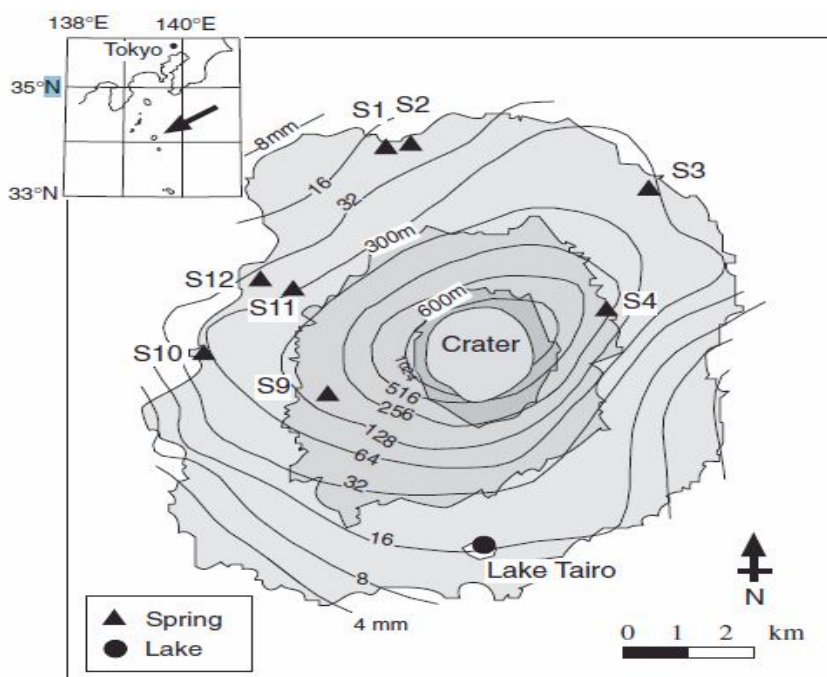 138°E 140°E
Tokyo
35°N
33°N
S1 S2
8mm
16
32
S3
300m
S12
S11
600m
S4
S10
Crater
S9
1024
516
256
128
64
32
16
Lake Tairo
8
4 mm
N
Spring
Lake
0 1 2 km